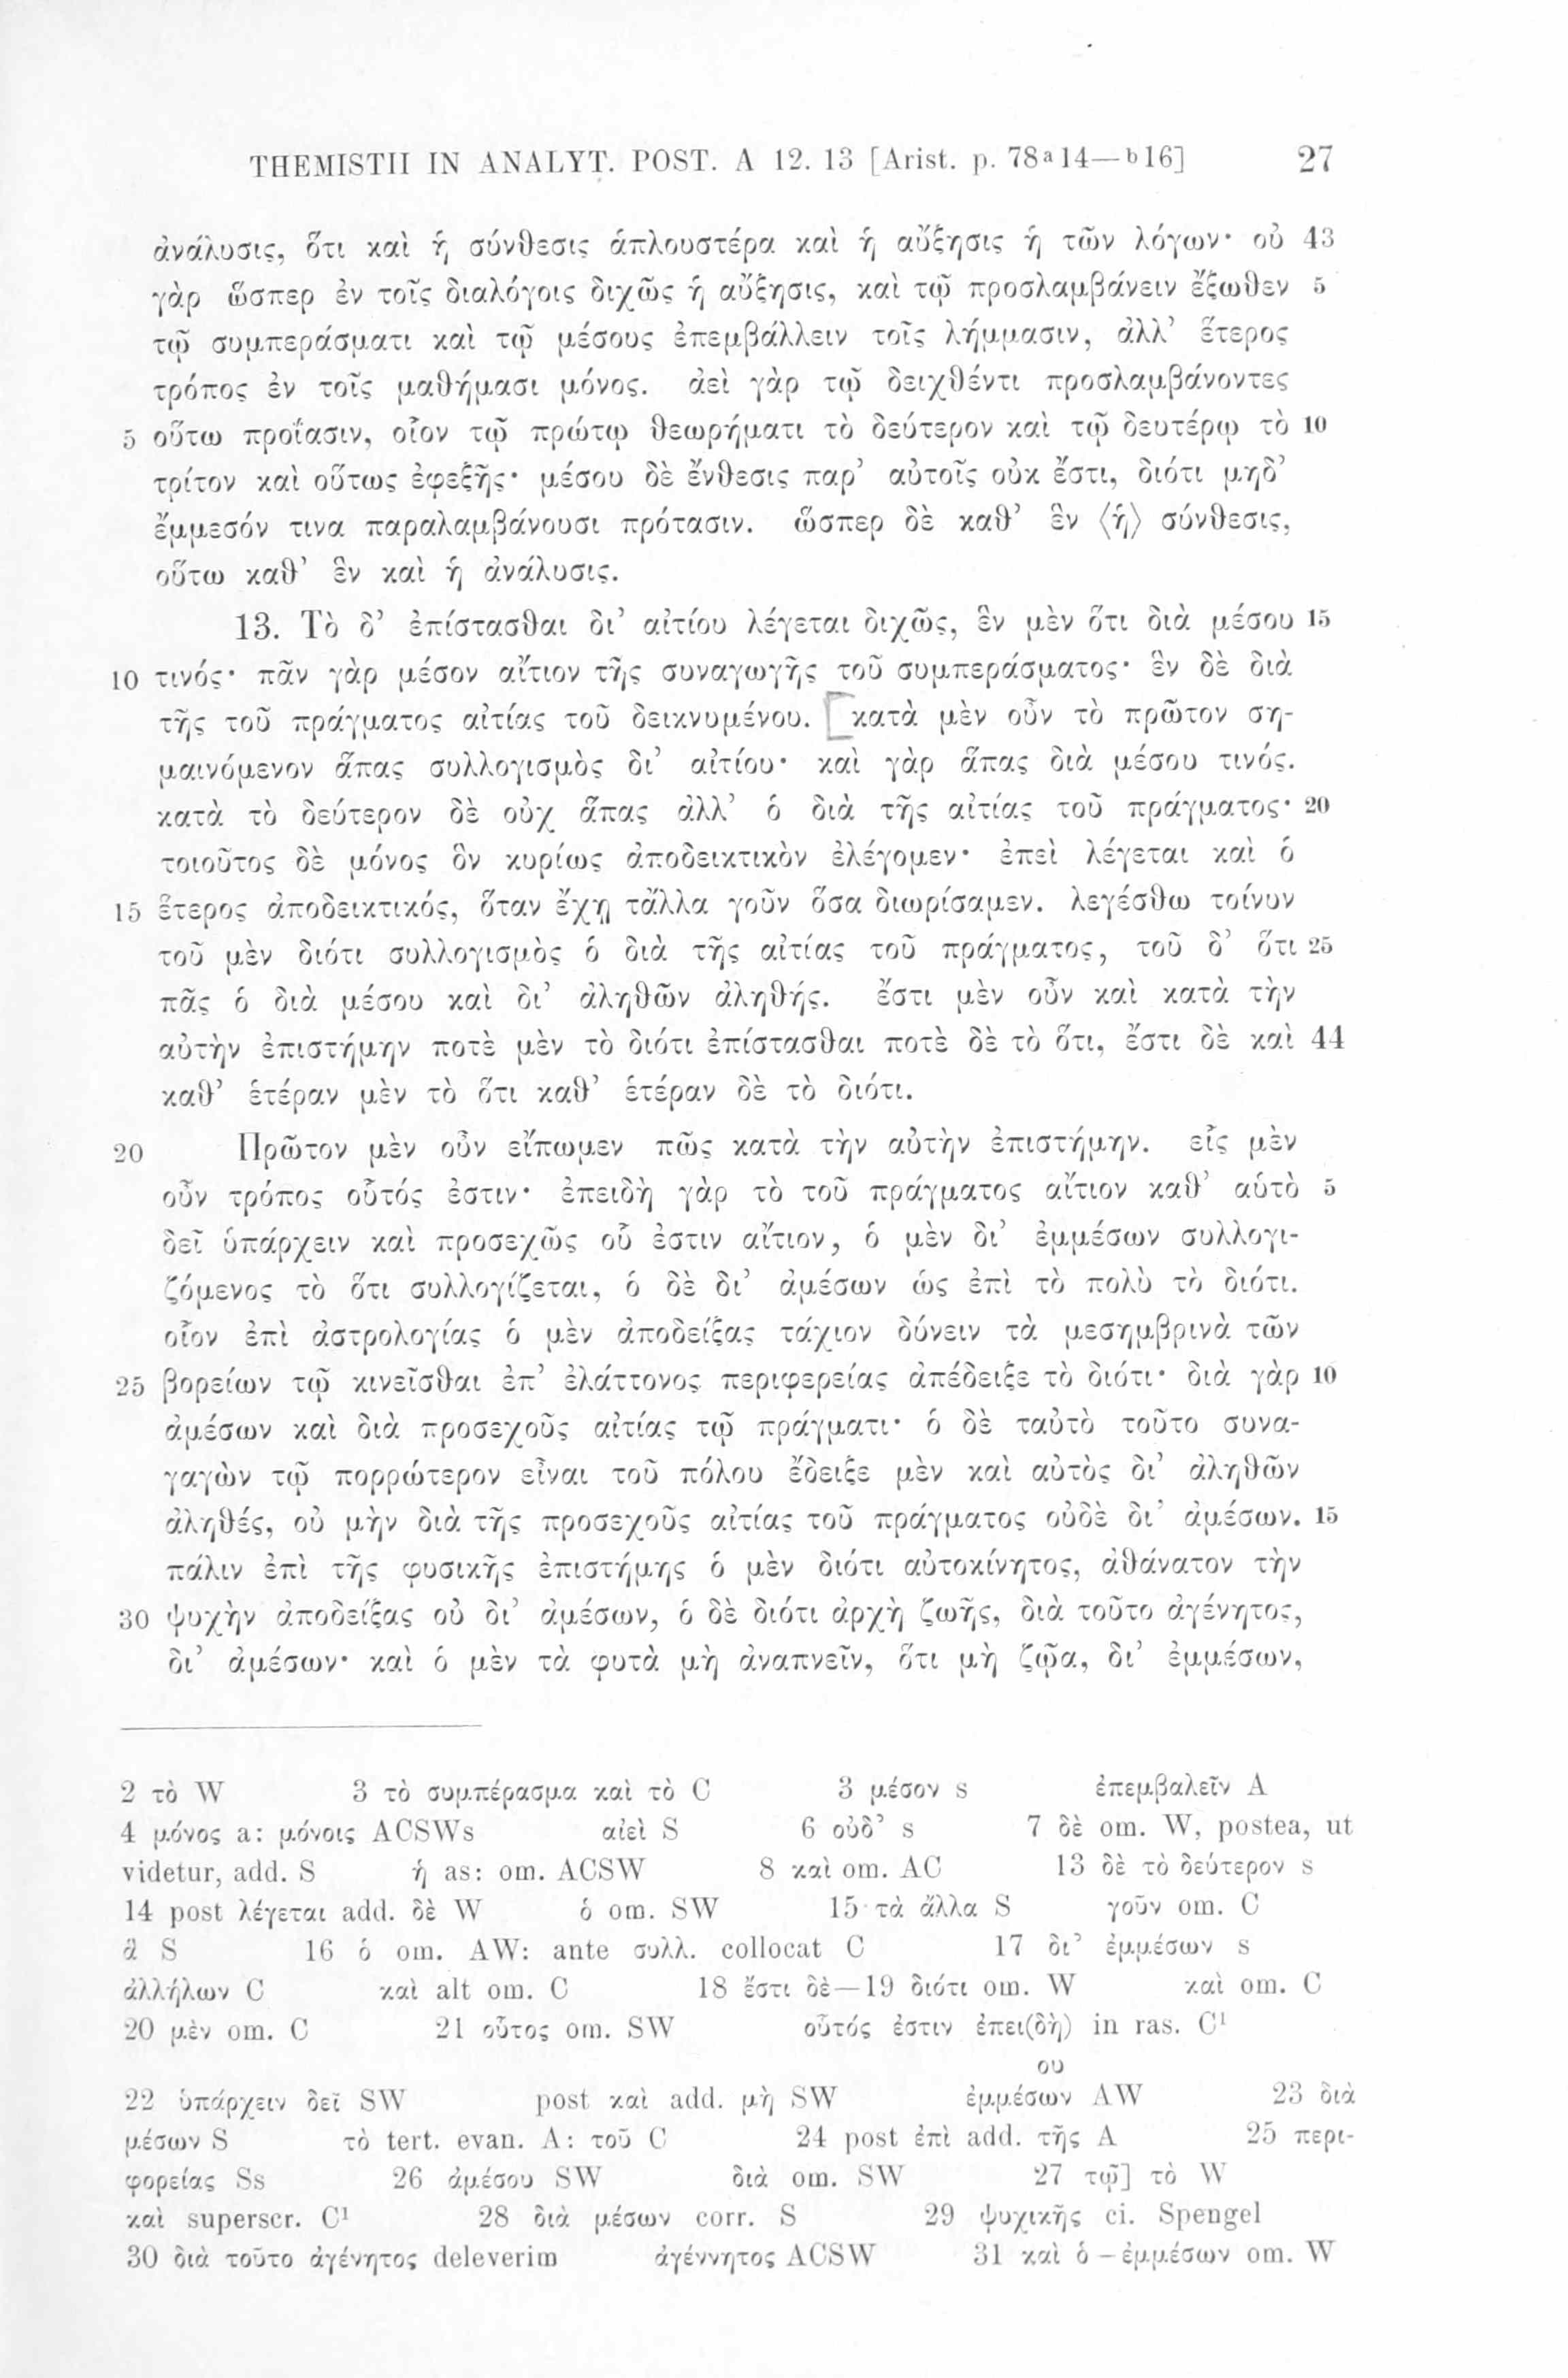 THEMISTII IN ANALYT. POST. A 12. 13 [Arist. p. 78ᵃ14—ᵇ16] 27
ἀνάλυσις, ὅτι καὶ ἡ σύνθεσις ἁπλουστέρα καὶ ἡ αὔξησις ἡ τῶν λόγων· οὐ 43
γὰρ ὥσπερ ἐν τοῖς διαλόγοις διχῶς ἡ αὔξησις, καὶ τῷ προσλαμβάνειν ἔξωθεν 5
τῷ συμπεράσματι καὶ τῷ μέσους ἐπεμβάλλειν τοῖς λήμμασιν, ἀλλ’ ἕτερος
τρόπος ἐν τοῖς μαθήμασι μόνος. ἀεὶ γὰρ τῷ δειχθέντι προσλαμβάνοντες
5 οὕτω προΐασιν, οἷον τῷ πρώτῳ θεωρήματι τὸ δεύτερον καὶ τῷ δευτέρῳ τὸ 10
τρίτον καὶ οὕτως ἐφεξῆς· μέσου δὲ ἔνθεσις παρ’ αὐτοῖς οὐκ ἔστι, διότι μηδ’
ἔμμεσόν τινα παραλαμβάνουσι πρότασιν. ὥσπερ δὲ καθ’ ἓν ⟨ἡ⟩ σύνθεσις,
οὕτω καθ’ ἓν καὶ ἡ ἀνάλυσις.
13. Τὸ δ’ ἐπίστασθαι δι’ αἰτίου λέγεται διχῶς, ἓν μὲν ὅτι διὰ μέσου 15
10 τινός· πᾶν γὰρ μέσον αἴτιον τῆς συναγωγῆς τοῦ συμπεράσματος· ἓν δὲ διὰ
τῆς τοῦ πράγματος αἰτίας τοῦ δεικνυμένου. [κατὰ μὲν οὖν τὸ πρῶτον ση-
μαινόμενον ἅπας συλλογισμὸς δι’ αἰτίου· καὶ γὰρ ἅπας διὰ μέσου τινός.
κατὰ τὸ δεύτερον δὲ οὐχ ἅπας ἀλλ’ ὁ διὰ τῆς αἰτίας τοῦ πράγματος· 20
τοιοῦτος δὲ μόνος ὃν κυρίως ἀποδεικτικὸν ἐλέγομεν· ἐπεὶ λέγεται καὶ ὁ
15 ἕτερος ἀποδεικτικός, ὅταν ἔχῃ τἄλλα γοῦν ὅσα διωρίσαμεν. λεγέσθω τοίνυν
τοῦ μὲν διότι συλλογισμὸς ὁ διὰ τῆς αἰτίας τοῦ πράγματος, τοῦ δ’ ὅτι 25
πᾶς ὁ διὰ μέσου καὶ δι’ ἀληθῶν ἀληθής. ἔστι μὲν οὖν καὶ κατὰ τὴν
αὐτὴν ἐπιστήμην ποτὲ μὲν τὸ διότι ἐπίστασθαι ποτὲ δὲ τὸ ὅτι, ἔστι δὲ καὶ 44
καθ’ ἑτέραν μὲν τὸ ὅτι καθ’ ἑτέραν δὲ τὸ διότι.
20 Πρῶτον μὲν οὖν εἴπωμεν πῶς κατὰ τὴν αὐτὴν ἐπιστήμην. εἷς μὲν
οὖν τρόπος οὗτός ἐστιν· ἐπειδὴ γὰρ τὸ τοῦ πράγματος αἴτιον καθ’ αὑτὸ 5
δεῖ ὑπάρχειν καὶ προσεχῶς οὗ ἐστιν αἴτιον, ὁ μὲν δι’ ἐμμέσων συλλογι-
ζόμενος τὸ ὅτι συλλογίζεται, ὁ δὲ δι’ ἀμέσων ὡς ἐπὶ τὸ πολὺ τὸ διότι.
οἷον ἐπὶ ἀστρολογίας ὁ μὲν ἀποδείξας τάχιον δύνειν τὰ μεσημβρινὰ τῶν
25 βορείων τῷ κινεῖσθαι ἐπ’ ἐλάττονος περιφερείας ἀπέδειξε τὸ διότι· διὰ γὰρ 10
ἀμέσων καὶ διὰ προσεχοῦς αἰτίας τῷ πράγματι· ὁ δὲ ταὐτὸ τοῦτο συνα-
γαγὼν τῷ πορρώτερον εἶναι τοῦ πόλου ἔδειξε μὲν καὶ αὐτὸς δι’ ἀληθῶν
ἀληθές, οὐ μὴν διὰ τῆς προσεχοῦς αἰτίας τοῦ πράγματος οὐδὲ δι’ ἀμέσων. 15
πάλιν ἐπὶ τῆς φυσικῆς ἐπιστήμης ὁ μὲν διότι αὐτοκίνητος, ἀθάνατον τὴν
30 ψυχὴν ἀποδείξας οὐ δι’ ἀμέσων, ὁ δὲ διότι ἀρχὴ ζωῆς, διὰ τοῦτο ἀγένητος,
δι’ ἀμέσων· καὶ ὁ μὲν τὰ φυτὰ μὴ ἀναπνεῖν, ὅτι μὴ ζῷα, δι’ ἐμμέσων,
2 τὸ W 3 τὸ συμπέρασμα καὶ τὸ C 3 μέσον s ἐπεμβαλεῖν A
4 μόνος a: μόνοις ACSWs αἰεὶ S 6 οὐδ’ s 7 δὲ om. W, postea, ut
videtur, add. S ἡ as: om. ACSW 8 καὶ om. AC 13 δὲ τὸ δεύτερον s
14 post λέγεται add. δὲ W ὁ om. SW 15 τὰ ἄλλα S γοῦν om. C
ἃ S 16 ὁ om. AW: ante συλλ. collocat C 17 δι’ ἐμμέσων s
ἀλλήλων C καὶ alt om. C 18 ἔστι δὲ—19 διότι om. W καὶ om. C
20 μὲν om. C 21 οὗτος om. SW οὗτός ἐστιν ἐπει(δὴ) in ras. C¹
ου
22 ὑπάρχειν δεῖ SW post καὶ add. μὴ SW ἐμμέσων AW 23 διὰ
μέσων S τὸ tert. evan. A: τοῦ C 24 post ἐπὶ add. τῆς A 25 περι-
φορείας Ss 26 ἀμέσου SW διὰ om. SW 27 τῷ] τὸ W
καὶ superscr. C¹ 28 διὰ μέσων corr. S 29 ψυχικῆς ci. Spengel
30 διὰ τοῦτο ἀγένητος deleverim ἀγέννητος ACSW 31 καὶ ὁ – ἐμμέσων om. W